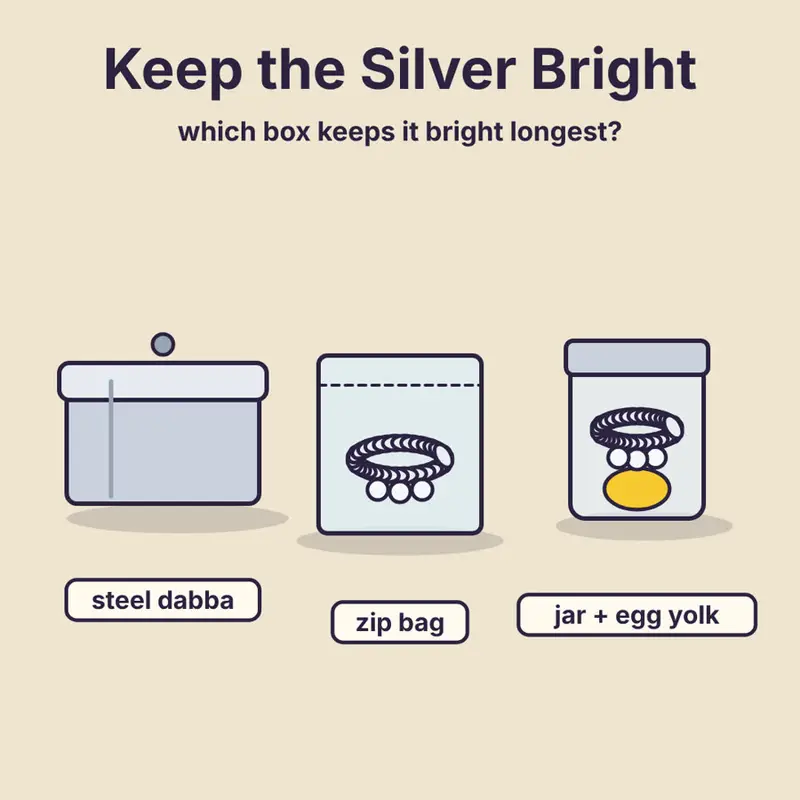 Keep the Silver Bright
which box keeps it bright longest?
steel dabba
zip bag
jar + egg yolk